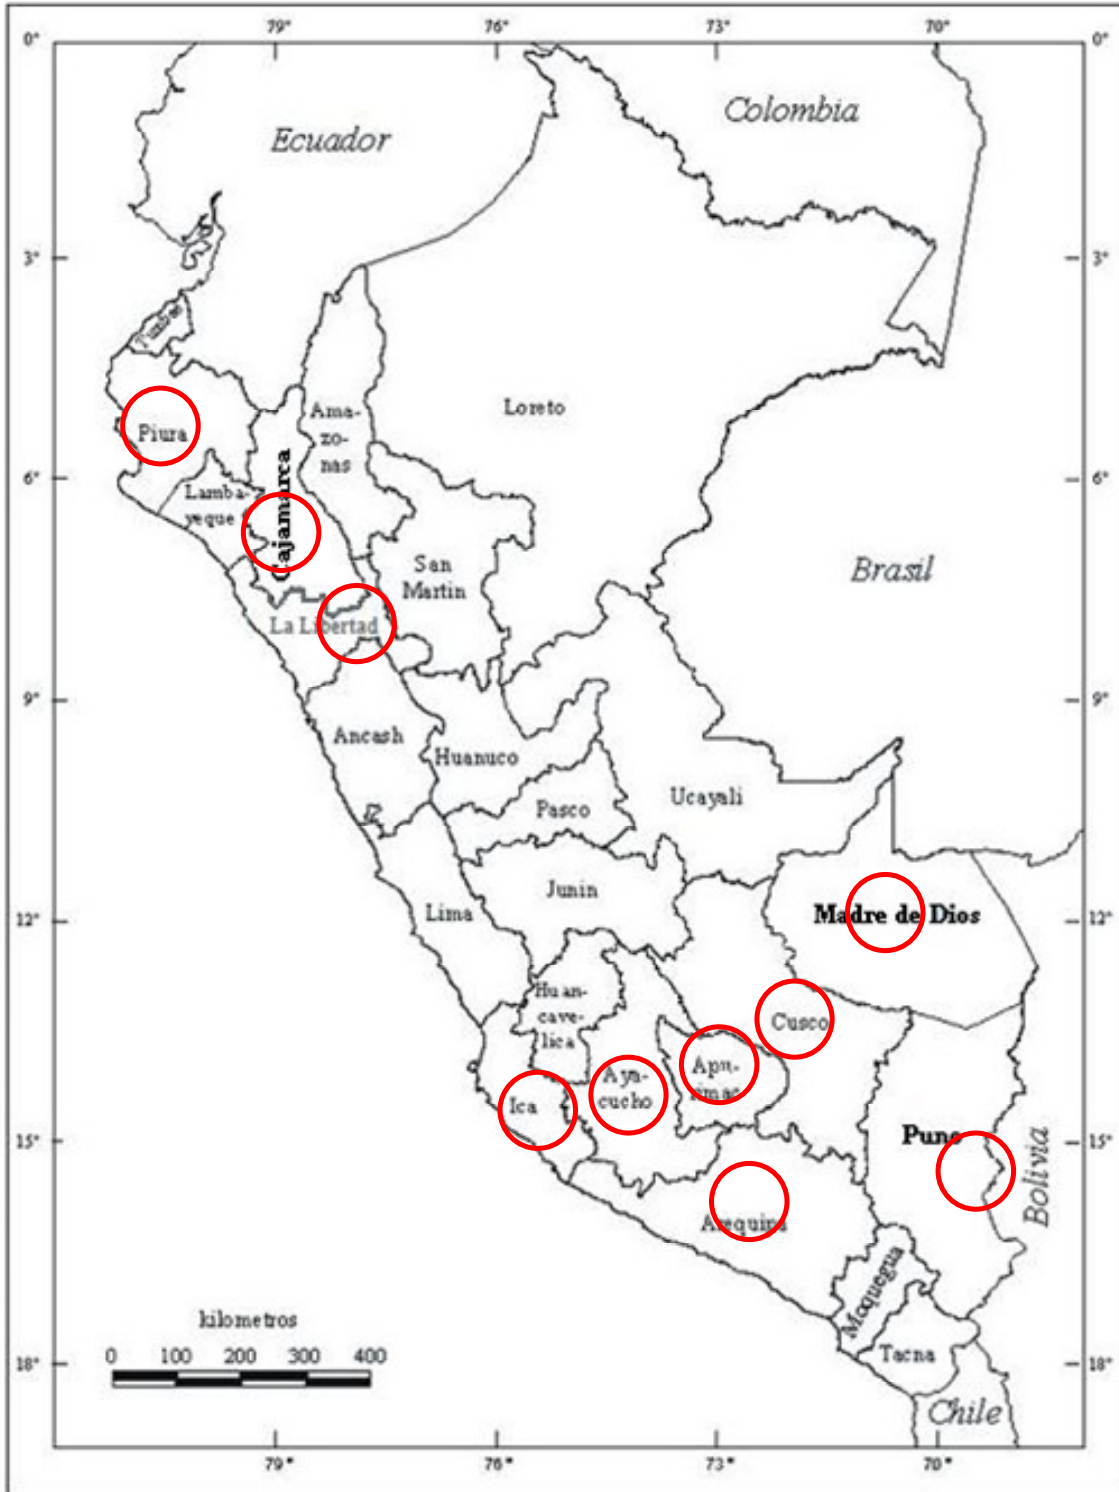 79°
76°
73°
70°
0°
0°
Colombia
Ecuador
3°
3°
Tumbes
Loreto
Ama-
zo-
nas
Piura
6°
6°
Lamba-
yeque
Cajamarca
San
Martin
Brasil
La Libertad
9°
9°
Ancash
Huanuco
Ucayali
Pasco
Junin
Lima
12°
12°
Madre de Dios
Huan-
cave-
lica
Cusco
Apu-
rimac
Aya-
cucho
Ica
15°
15°
Puno
Bolivia
Arequipa
Moquegua
kilometros
0 100 200 300 400
18°
18°
Tacna
Chile
79°
76°
73°
70°